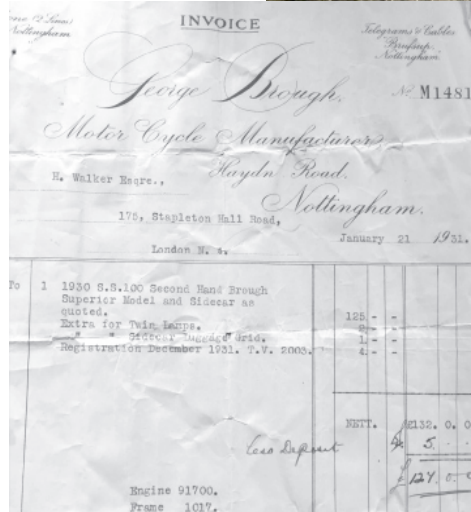 INVOICE
Nottingham
Telegrams & Cables
Brufsup,
Nottingham
George Brough,
No M1481
Motor Cycle Manufacturer,
Haydn Road.
H. Walker Esqre.,
Nottingham.
175, Stapleton Hall Road,
January 21 1931.
London N. 4.
To 1 1930 S.S.100 Second Hand Brough
Superior Model and Sidecar as
quoted. 125 - -
Extra for Twin Lamps. - -
" " Sidecar Luggage Grid. 1. - -
Registration December 1931. T.V. 2003. 4. - -
NETT. £132. 0. 0
Less Deposit 5. - -
£127. 0. 0
Engine 91700.
Frame 1017.